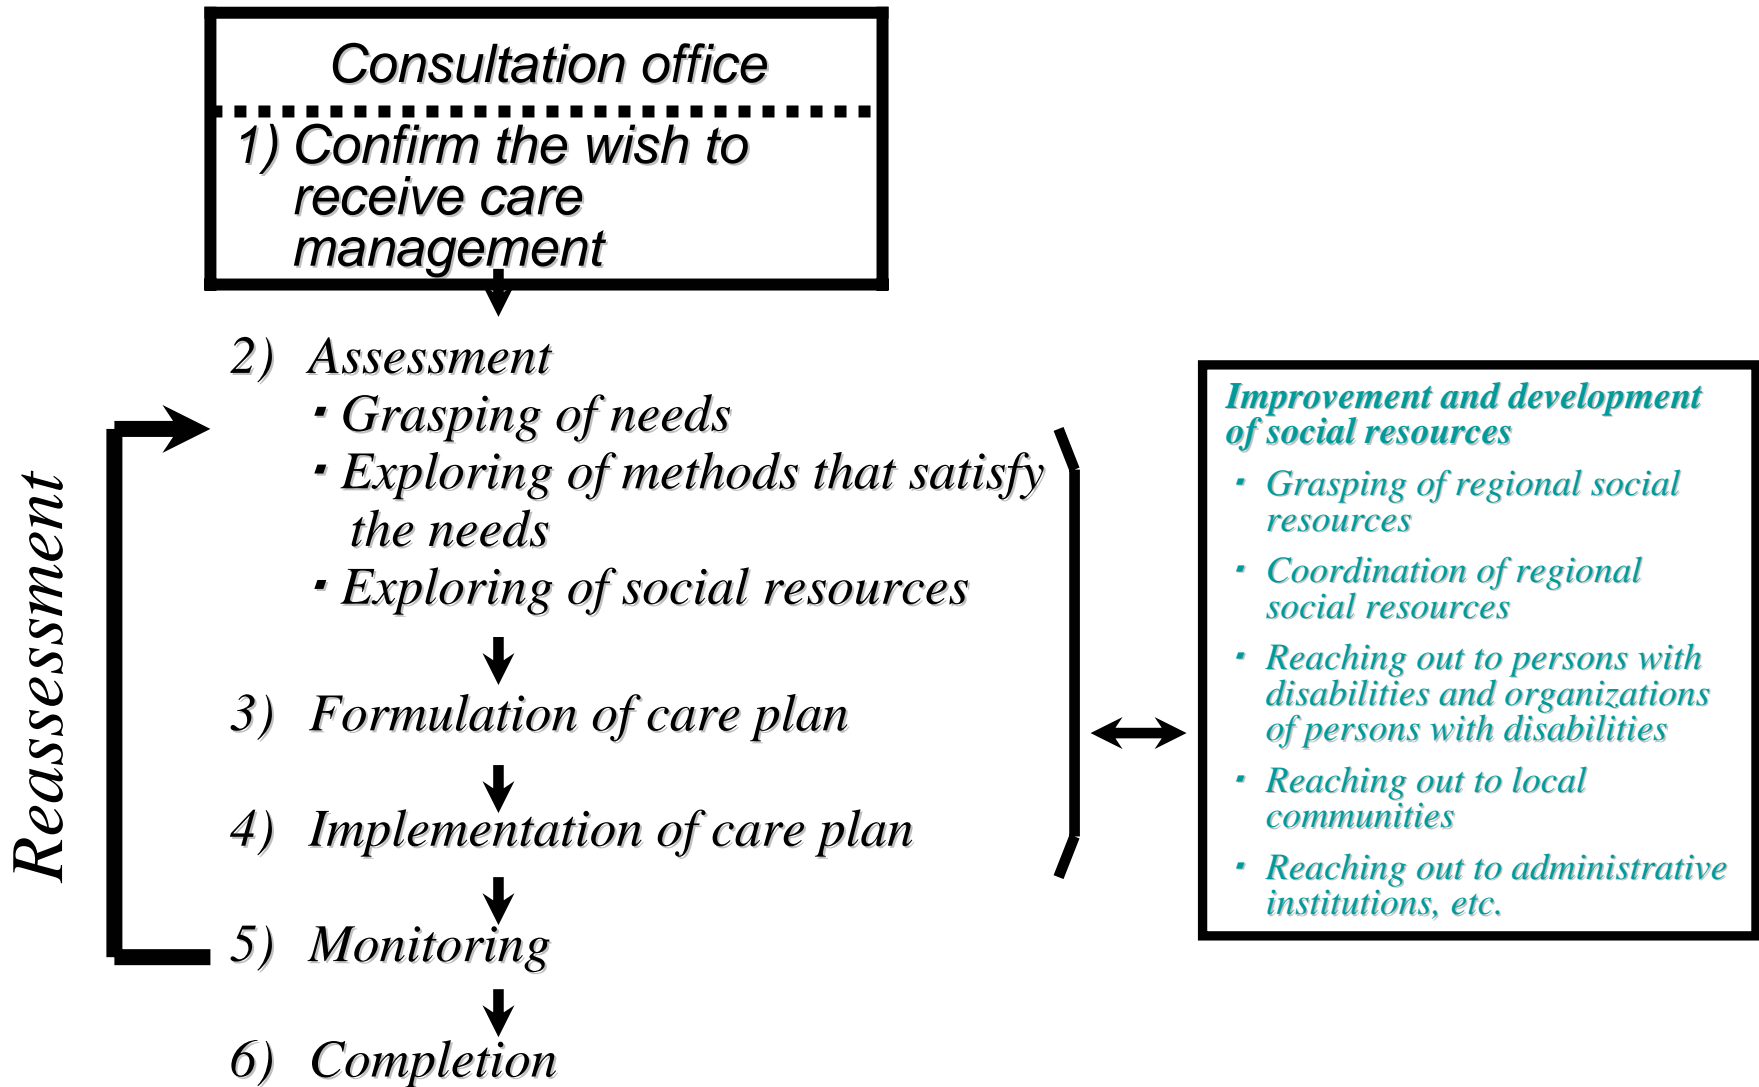 Consultation office
1) Confirm the wish to
receive care
management
2) Assessment
・Grasping of needs
・Exploring of methods that satisfy
the needs
・Exploring of social resources
3) Formulation of care plan
4) Implementation of care plan
5) Monitoring
6) Completion
Reassessment
Improvement and development
of social resources
・ Grasping of regional social
resources
・ Coordination of regional
social resources
・ Reaching out to persons with
disabilities and organizations
of persons with disabilities
・ Reaching out to local
communities
・ Reaching out to administrative
institutions, etc.